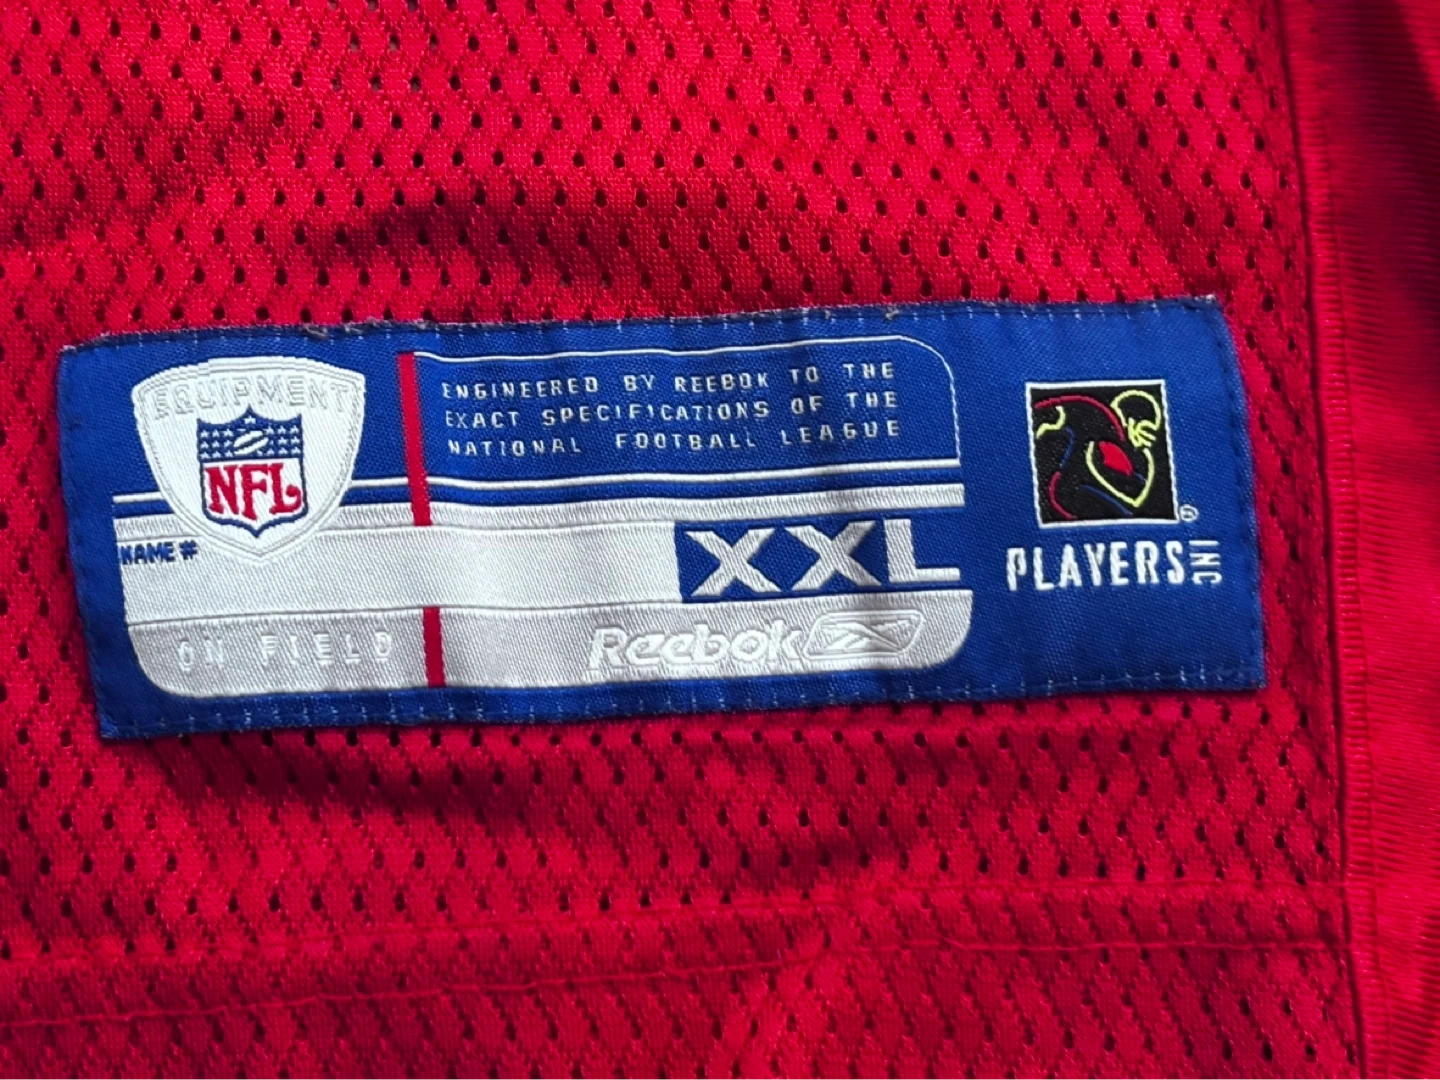 EQUIPMENT
NFL
ENGINEERED BY REEBOK TO THE
EXACT SPECIFICATIONS OF THE
NATIONAL FOOTBALL LEAGUE
NAME #
XXL
ON FIELD
Reebok
PLAYERS INC
®